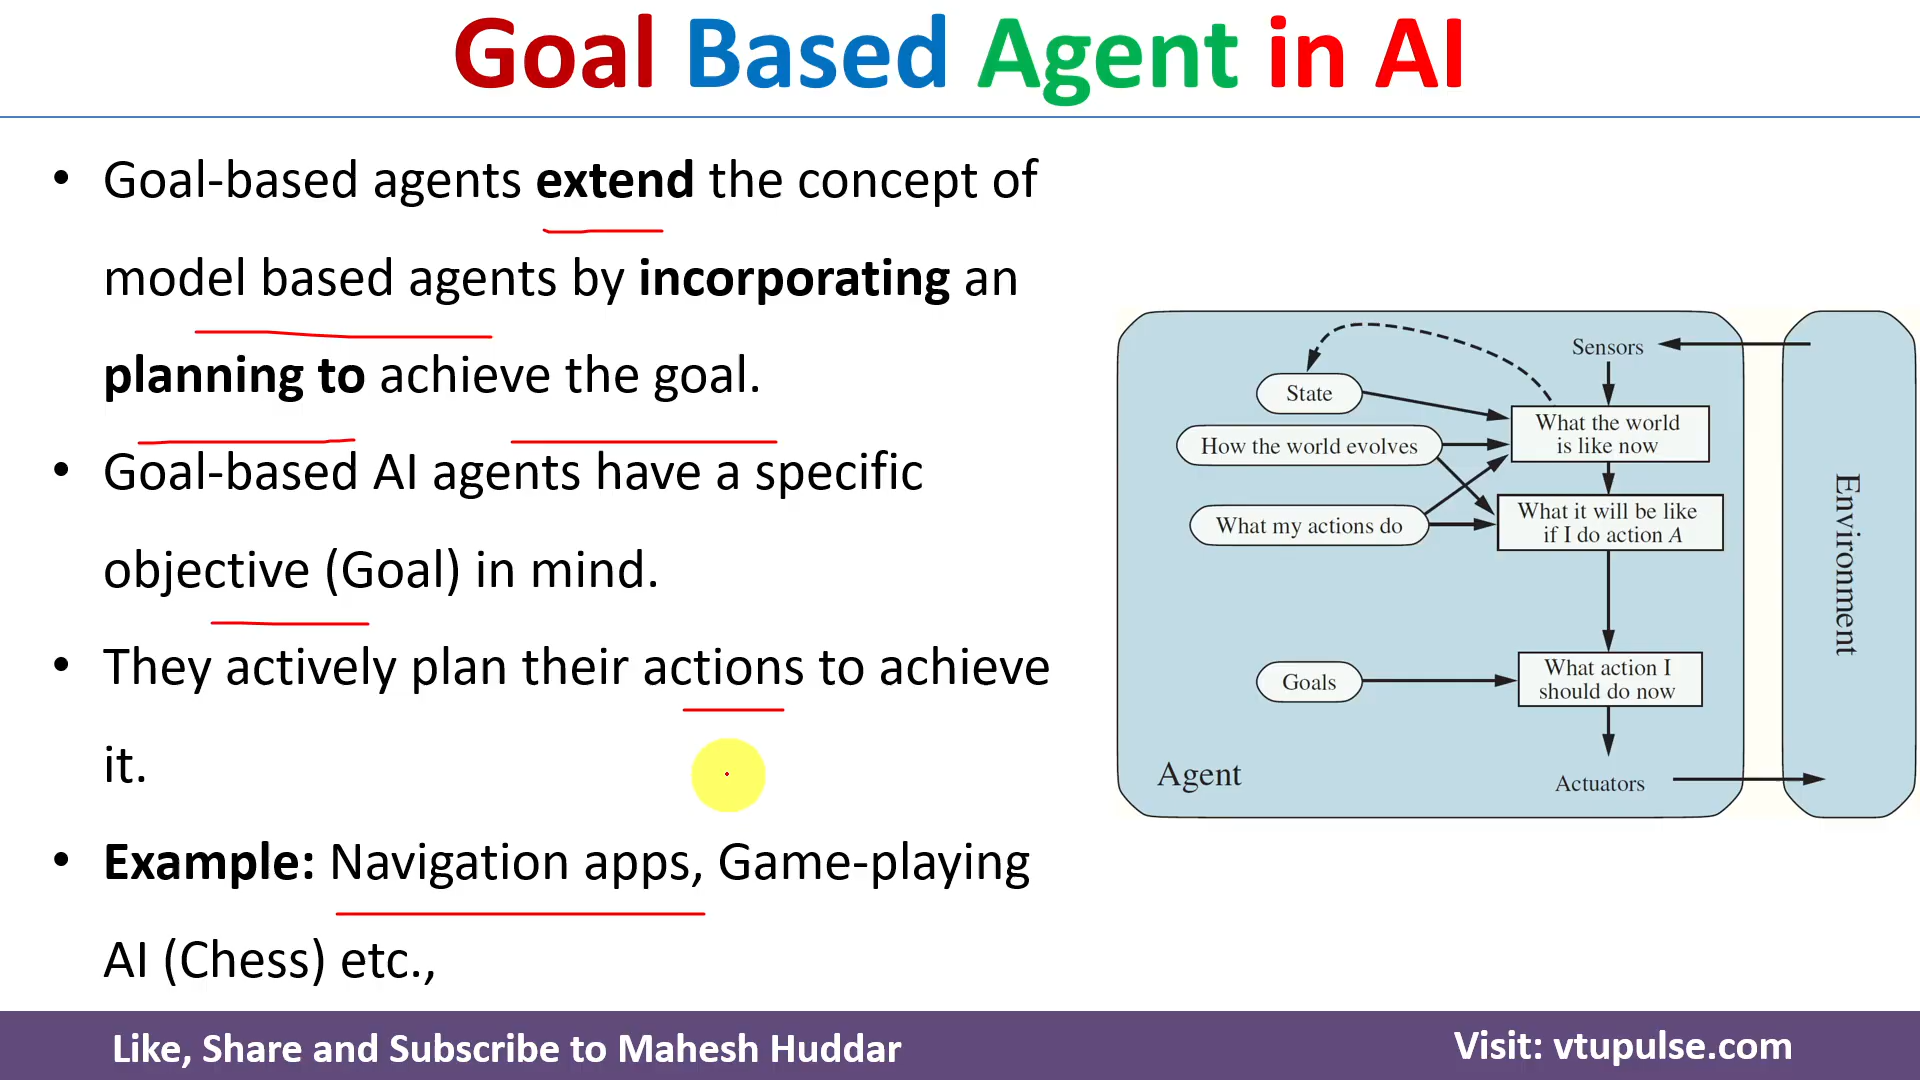 Goal Based Agent in AI
• Goal-based agents extend the concept of
model based agents by incorporating an
planning to achieve the goal.
• Goal-based AI agents have a specific
objective (Goal) in mind.
• They actively plan their actions to achieve
it.
• Example: Navigation apps, Game-playing
AI (Chess) etc.,
Sensors
State
What the world
is like now
How the world evolves
What it will be like
if I do action A
What my actions do
What action I
should do now
Goals
Agent
Actuators
Environment
Like, Share and Subscribe to Mahesh Huddar
Visit: vtupulse.com